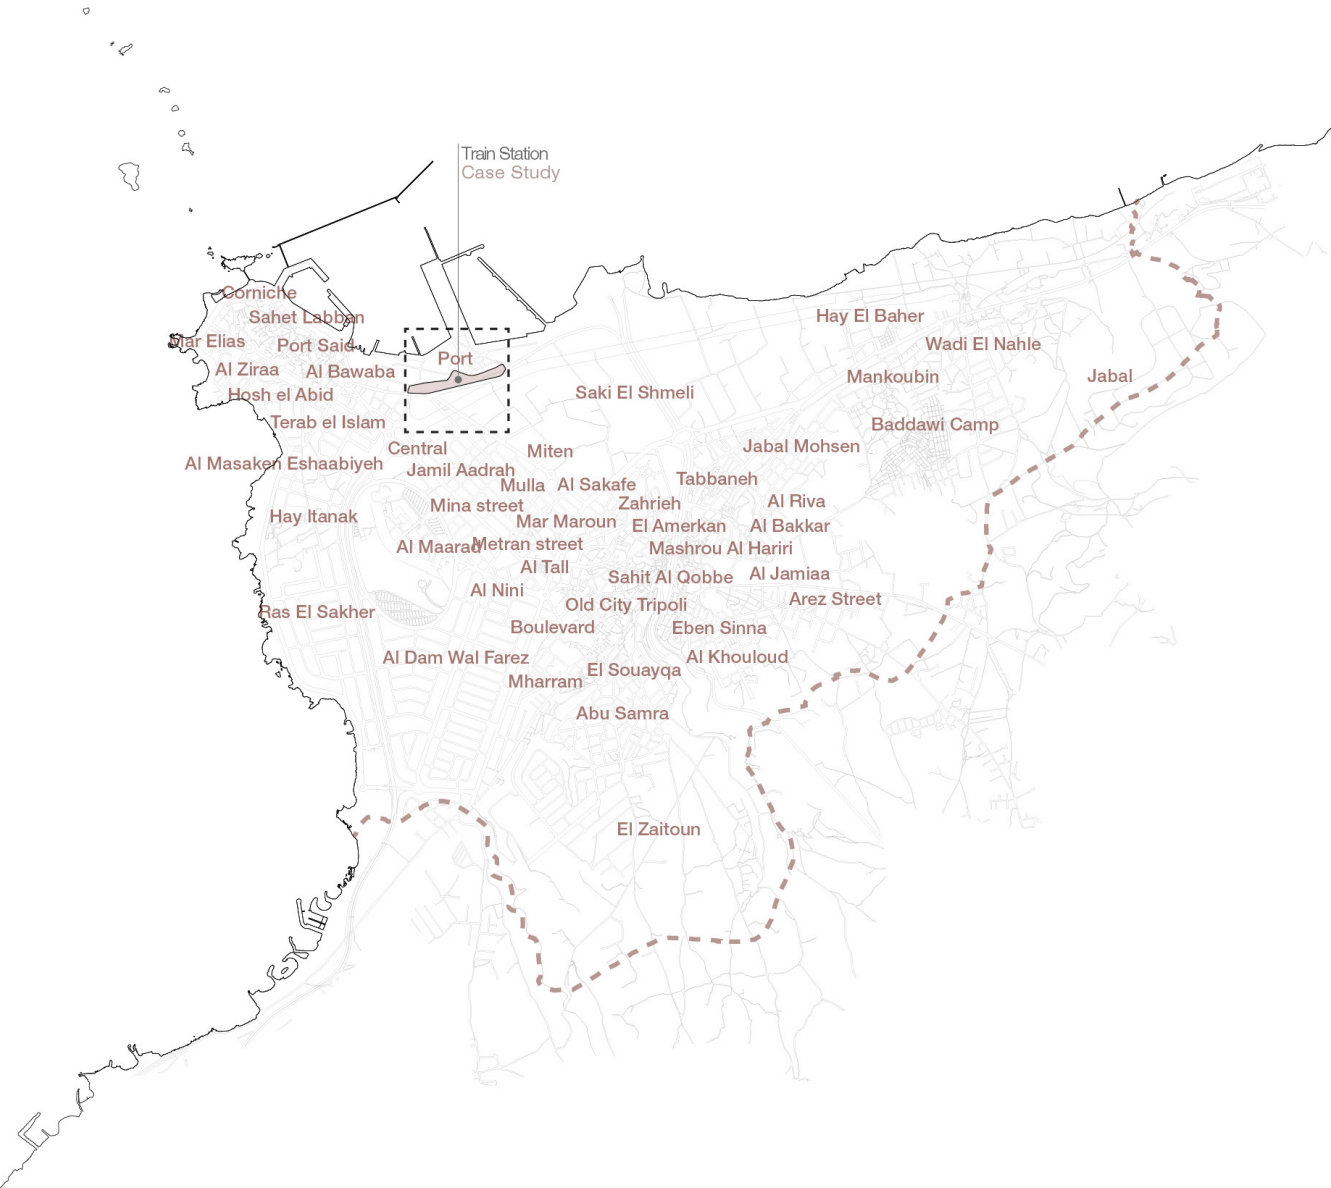 Train Station
Case Study
Corniche
Sahet Labban
Hay El Baher
Mar Elias
Port Said
Wadi El Nahle
Port
Al Ziraa
Al Bawaba
Mankoubin
Jabal
Hosh el Abid
Saki El Shmeli
Terab el Islam
Baddawi Camp
Central
Miten
Jabal Mohsen
Al Masaken Eshaabiyeh
Jamil Aadrah
Tabbaneh
Mulla
Al Sakafe
Mina street
Zahrieh
Al Riva
Hay Itanak
Mar Maroun
El Amerkan
Al Bakkar
Al Maarad
Metran street
Mashrou Al Hariri
Al Tall
Sahit Al Qobbe
Al Jamiaa
Al Nini
Arez Street
Ras El Sakher
Old City Tripoli
Boulevard
Eben Sinna
Al Dam Wal Farez
El Souayqa
Al Khouloud
Mharram
Abu Samra
El Zaitoun